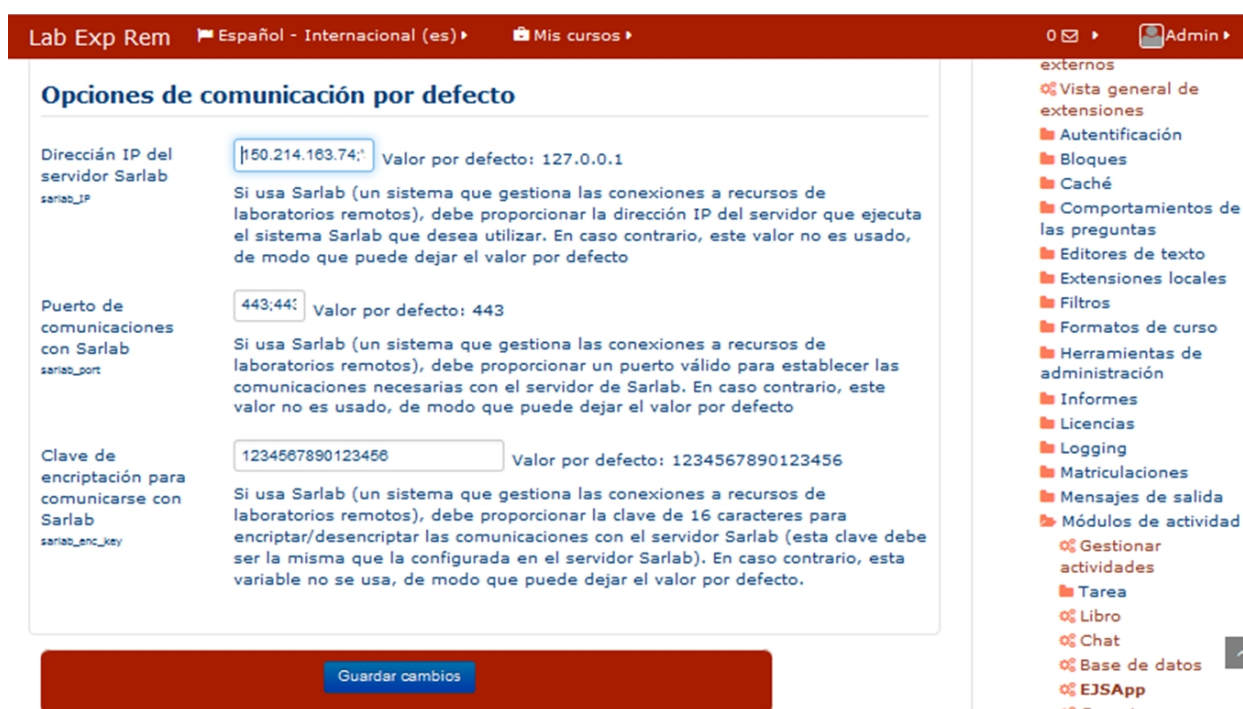 Lab Exp Rem Español - Internacional (es) Mis cursos 0 Admin
Opciones de comunicación por defecto
Direccián IP del
servidor Sarlab
sarlab_IP
150.214.163.74; Valor por defecto: 127.0.0.1
Si usa Sarlab (un sistema que gestiona las conexiones a recursos de
laboratorios remotos), debe proporcionar la dirección IP del servidor que ejecuta
el sistema Sarlab que desea utilizar. En caso contrario, este valor no es usado,
de modo que puede dejar el valor por defecto
Puerto de
comunicaciones
con Sarlab
sarlab_port
443;443 Valor por defecto: 443
Si usa Sarlab (un sistema que gestiona las conexiones a recursos de
laboratorios remotos), debe proporcionar un puerto válido para establecer las
comunicaciones necesarias con el servidor de Sarlab. En caso contrario, este
valor no es usado, de modo que puede dejar el valor por defecto
Clave de
encriptación para
comunicarse con
Sarlab
sarlab_enc_key
1234567890123456 Valor por defecto: 1234567890123456
Si usa Sarlab (un sistema que gestiona las conexiones a recursos de
laboratorios remotos), debe proporcionar la clave de 16 caracteres para
encriptar/desencriptar las comunicaciones con el servidor Sarlab (esta clave debe
ser la misma que la configurada en el servidor Sarlab). En caso contrario, esta
variable no se usa, de modo que puede dejar el valor por defecto.
Guardar cambios
externos
Vista general de
extensiones
Autentificación
Bloques
Caché
Comportamientos de
las preguntas
Editores de texto
Extensiones locales
Filtros
Formatos de curso
Herramientas de
administración
Informes
Licencias
Logging
Matriculaciones
Mensajes de salida
Módulos de actividad
Gestionar
actividades
Tarea
Libro
Chat
Base de datos
EJSApp